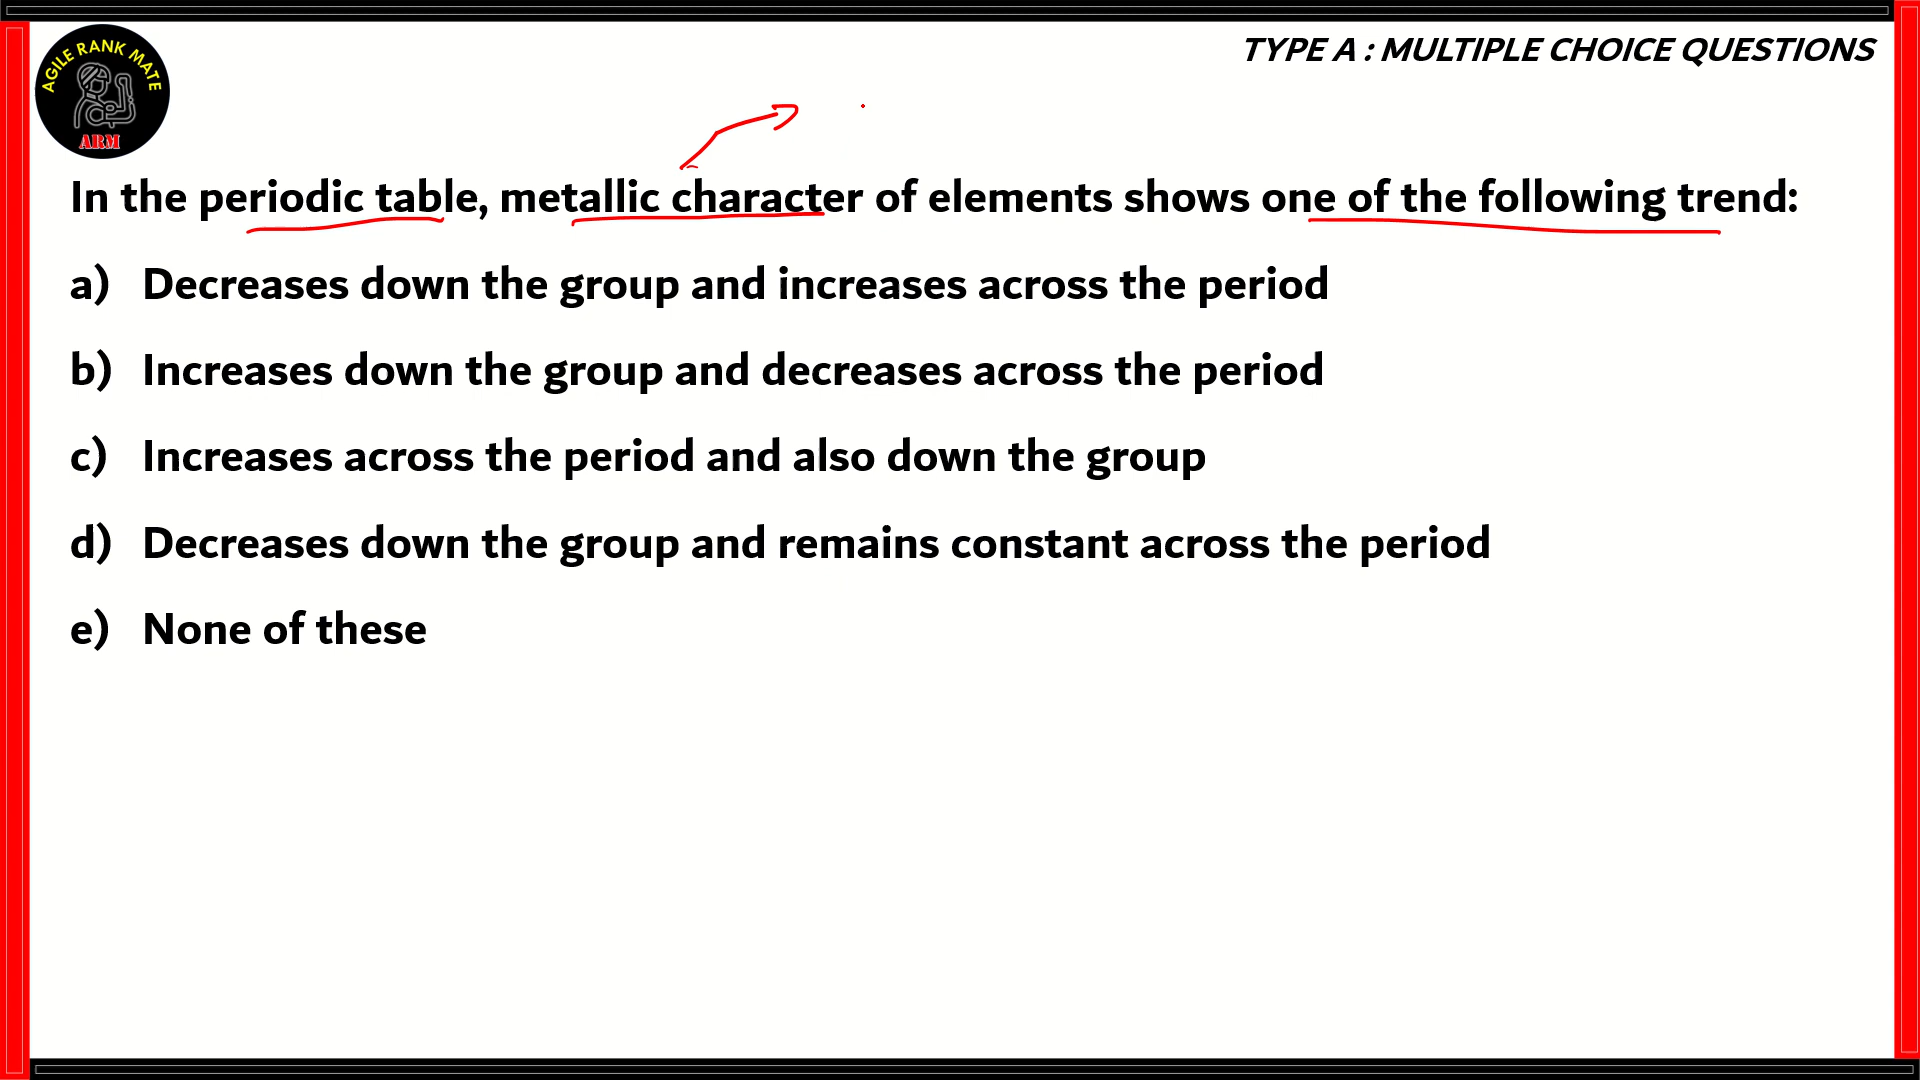 TYPE A : MULTIPLE CHOICE QUESTIONS
AGILE RANK MATE
ARM
In the periodic table, metallic character of elements shows one of the following trend:
a) Decreases down the group and increases across the period
b) Increases down the group and decreases across the period
c) Increases across the period and also down the group
d) Decreases down the group and remains constant across the period
e) None of these